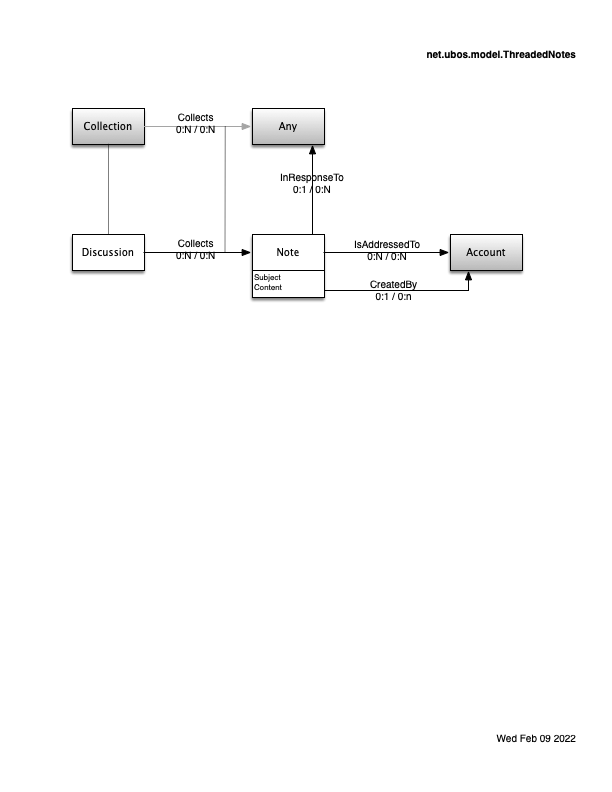 net.ubos.model.ThreadedNotes
Collection
Collects
0:N / 0:N
Any
InResponseTo
0:1 / 0:N
Discussion
Collects
0:N / 0:N
Note
Subject
Content
IsAddressedTo
0:N / 0:N
Account
CreatedBy
0:1 / 0:n
Wed Feb 09 2022